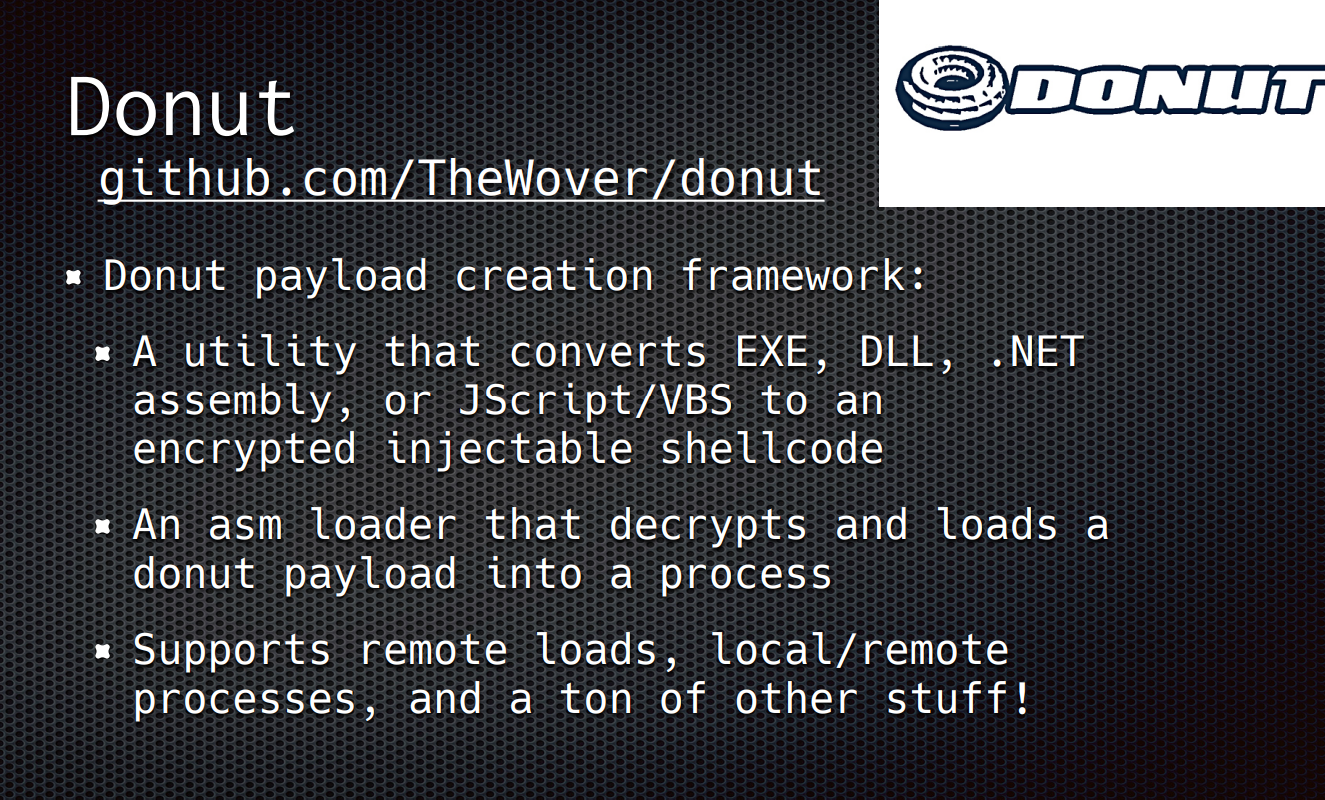 Donut
DONUT
github.com/TheWover/donut
Donut payload creation framework:
A utility that converts EXE, DLL, .NET
assembly, or JScript/VBS to an
encrypted injectable shellcode
An asm loader that decrypts and loads a
donut payload into a process
Supports remote loads, local/remote
processes, and a ton of other stuff!